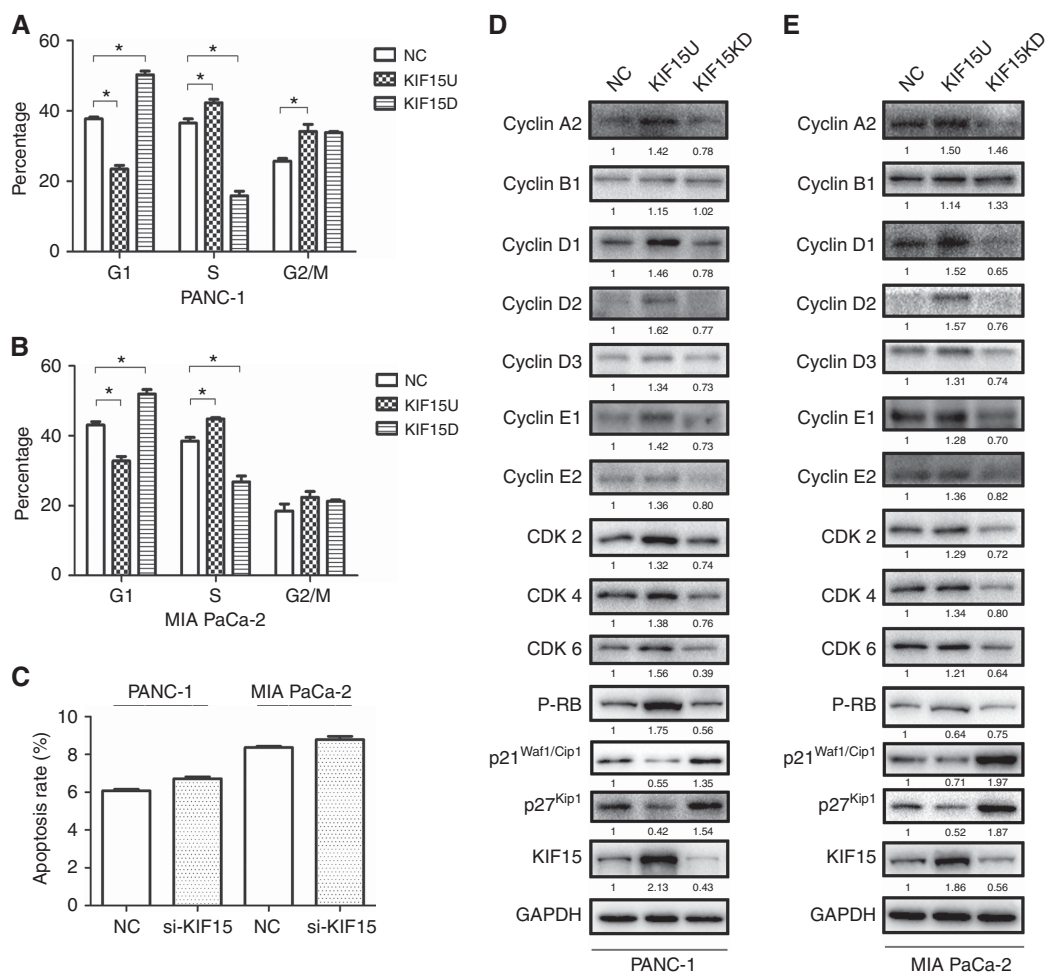 A
60
40
20
0
Percentage
*
*
*
*
*
NC
KIF15U
KIF15D
G1
S
G2/M
PANC-1
B
60
40
20
0
Percentage
*
*
*
*
NC
KIF15U
KIF15D
G1
S
G2/M
MIA PaCa-2
C
PANC-1
MIA PaCa-2
10
8
6
4
2
0
Apoptosis rate (%)
NC
si-KIF15
NC
si-KIF15
D
NC
KIF15U
KIF15KD
Cyclin A2
1 1.42 0.78
Cyclin B1
1 1.15 1.02
Cyclin D1
1 1.46 0.78
Cyclin D2
1 1.62 0.77
Cyclin D3
1 1.34 0.73
Cyclin E1
1 1.42 0.73
Cyclin E2
1 1.36 0.80
CDK 2
1 1.32 0.74
CDK 4
1 1.38 0.76
CDK 6
1 1.56 0.39
P-RB
1 1.75 0.56
p21Waf1/Cip1
1 0.55 1.35
p27Kip1
1 0.42 1.54
KIF15
1 2.13 0.43
GAPDH
PANC-1
E
NC
KIF15U
KIF15KD
Cyclin A2
1 1.50 1.46
Cyclin B1
1 1.14 1.33
Cyclin D1
1 1.52 0.65
Cyclin D2
1 1.57 0.76
Cyclin D3
1 1.31 0.74
Cyclin E1
1 1.28 0.70
Cyclin E2
1 1.36 0.82
CDK 2
1 1.29 0.72
CDK 4
1 1.34 0.80
CDK 6
1 1.21 0.64
P-RB
1 0.64 0.75
p21Waf1/Cip1
1 0.71 1.97
p27Kip1
1 0.52 1.87
KIF15
1 1.86 0.56
GAPDH
MIA PaCa-2